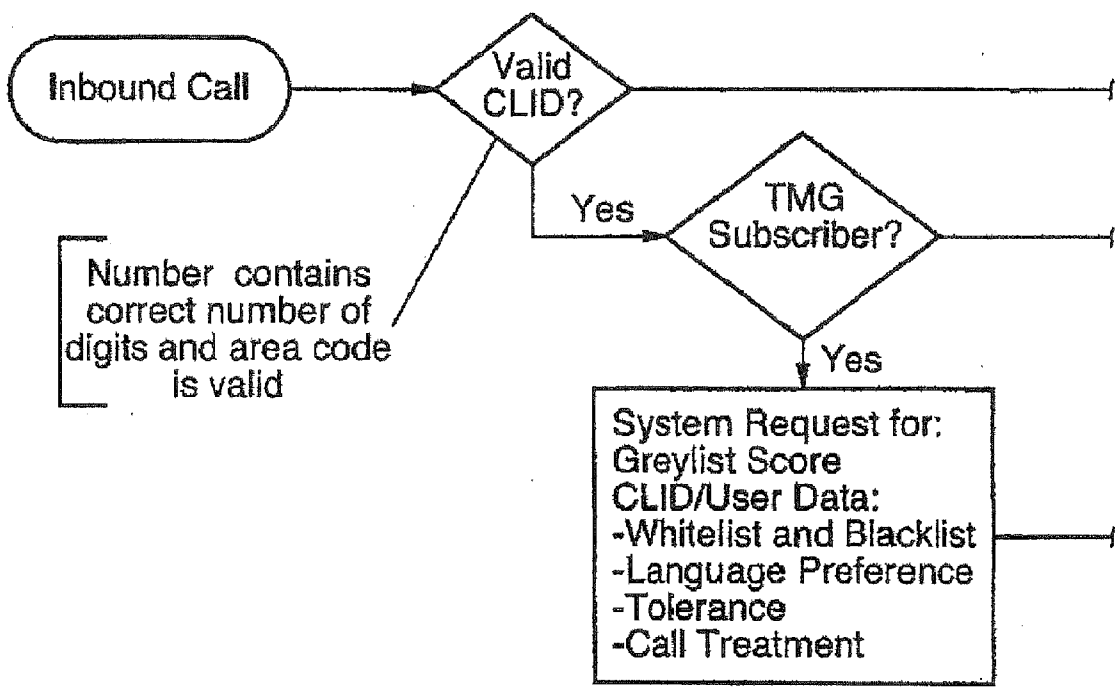 Inbound Call
Valid
CLID?
Yes
TMG
Subscriber?
Number contains
correct number of
digits and area code
is valid
Yes
System Request for:
Greylist Score
CLID/User Data:
-Whitelist and Blacklist
-Language Preference
-Tolerance
-Call Treatment